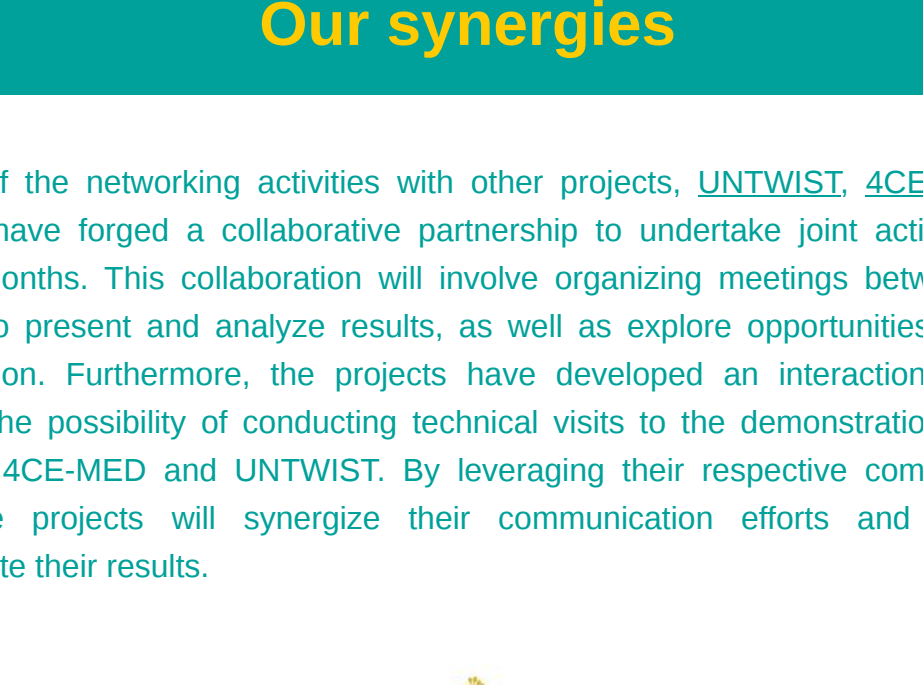 Our synergies
f the networking activities with other projects, UNTWIST, 4CE
have forged a collaborative partnership to undertake joint acti
onths. This collaboration will involve organizing meetings betw
o present and analyze results, as well as explore opportunities
on. Furthermore, the projects have developed an interaction
he possibility of conducting technical visits to the demonstratio
4CE-MED and UNTWIST. By leveraging their respective com
e projects will synergize their communication efforts and
te their results.